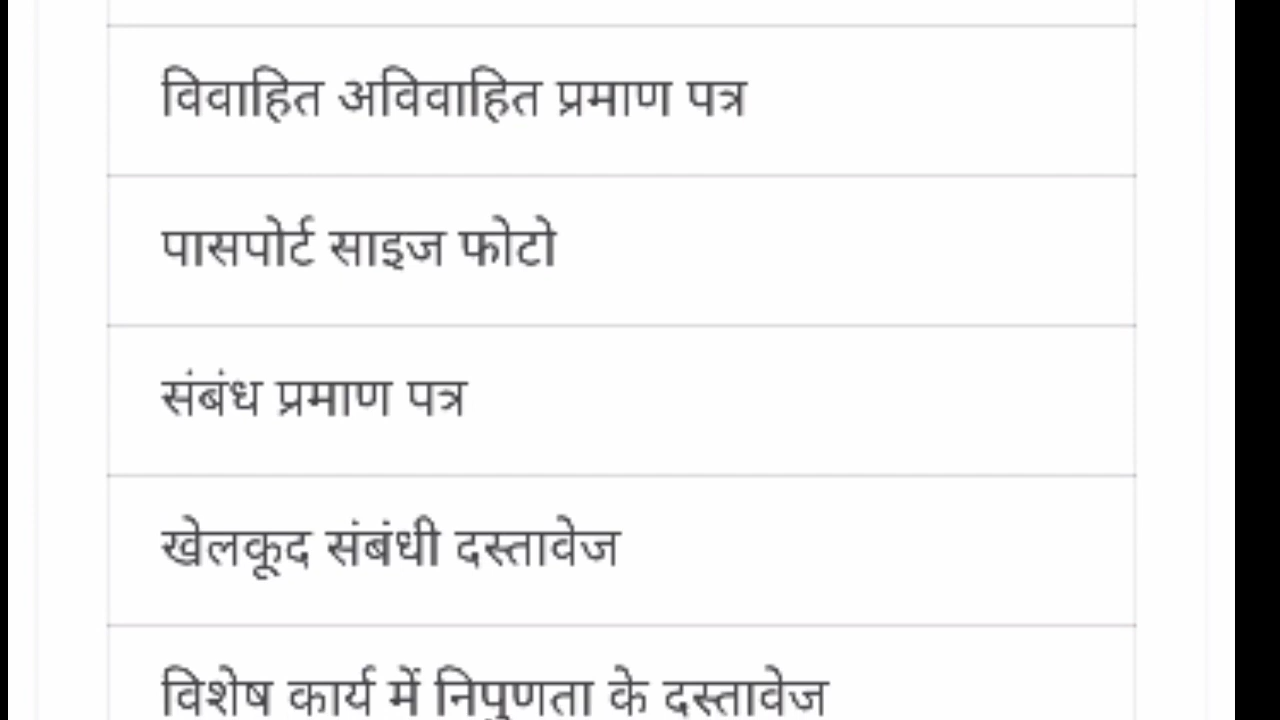 विवाहित अविवाहित प्रमाण पत्र
पासपोर्ट साइज फोटो
संबंध प्रमाण पत्र
खेलकूद संबंधी दस्तावेज
विशेष कार्य में निपुणता के दस्तावेज